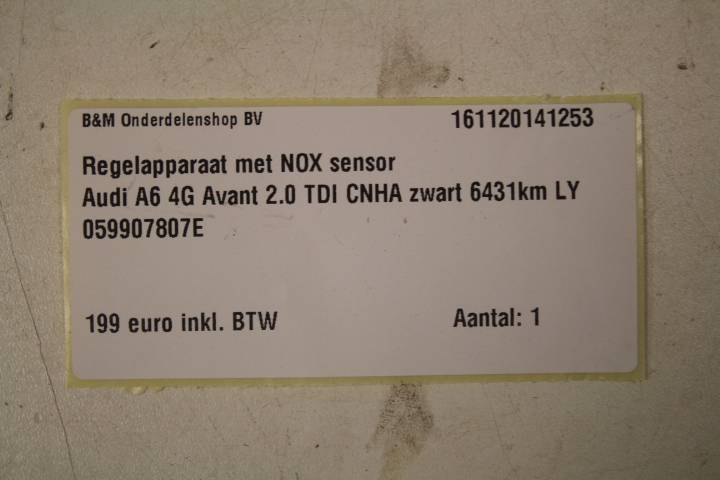 B&M Onderdelenshop BV 161120141253
Regelapparaat met NOX sensor
Audi A6 4G Avant 2.0 TDI CNHA zwart 6431km LY
059907807E
199 euro inkl. BTW Aantal: 1